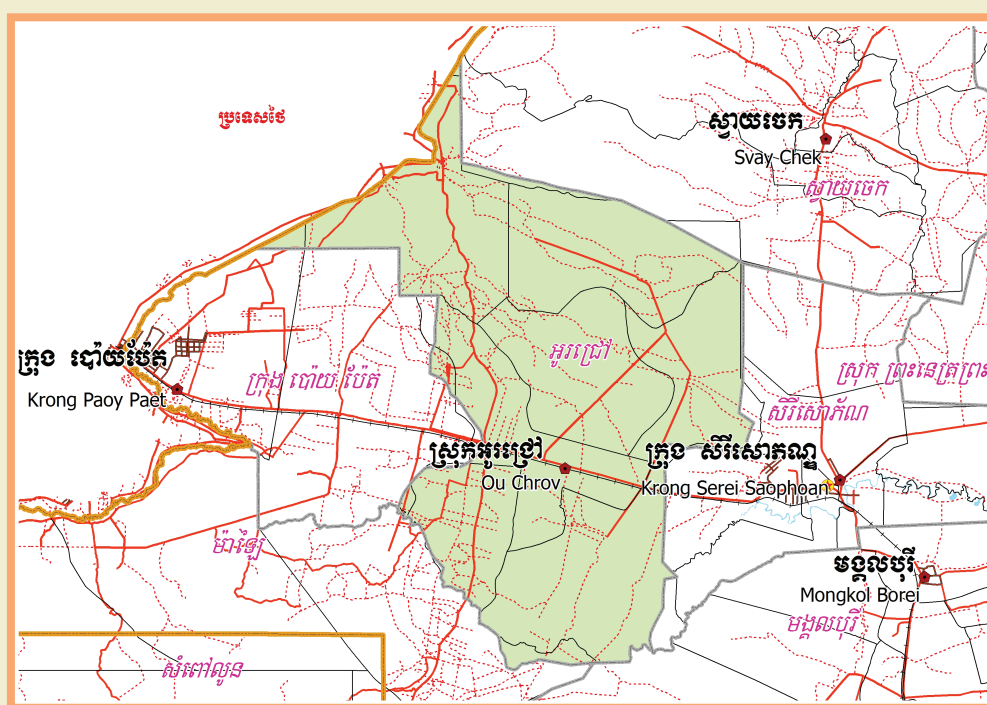 ប្រទេសថៃ
ស្វាយចេក
Svay Chek
ស្វាយចេក
ក្រុង ប៉ោយប៉ែត
Krong Paoy Paet
ក្រុង ប៉ោយ ប៉ែត
អូរជ្រៅ
ស្រុក ព្រះនេត្រព្រះ
សិរីសោភ័ណ
ស្រុកអូរជ្រៅ
Ou Chrov
ក្រុង សិរីសោភណ្ឌ
Krong Serei Saophoan
ម៉ាឡៃ
មង្គលបុរី
Mongkol Borei
មង្គលបុរី
សំពៅលូន